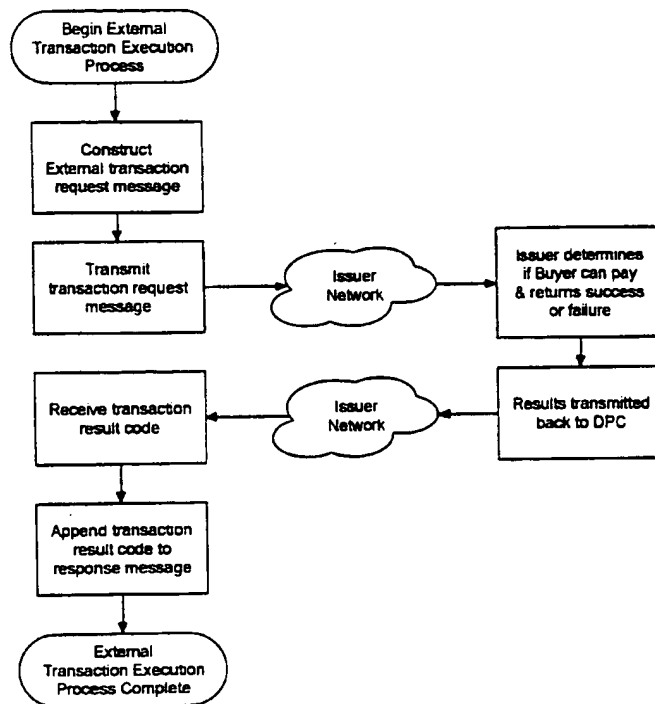 Begin External
Transaction Execution
Process
Construct
External transaction
request message
Transmit
transaction request
message
Issuer
Network
Issuer determines
if Buyer can pay
& returns success
or failure
Results transmitted
back to DPC
Issuer
Network
Receive transaction
result code
Append transaction
result code to
response message
External
Transaction Execution
Process Complete